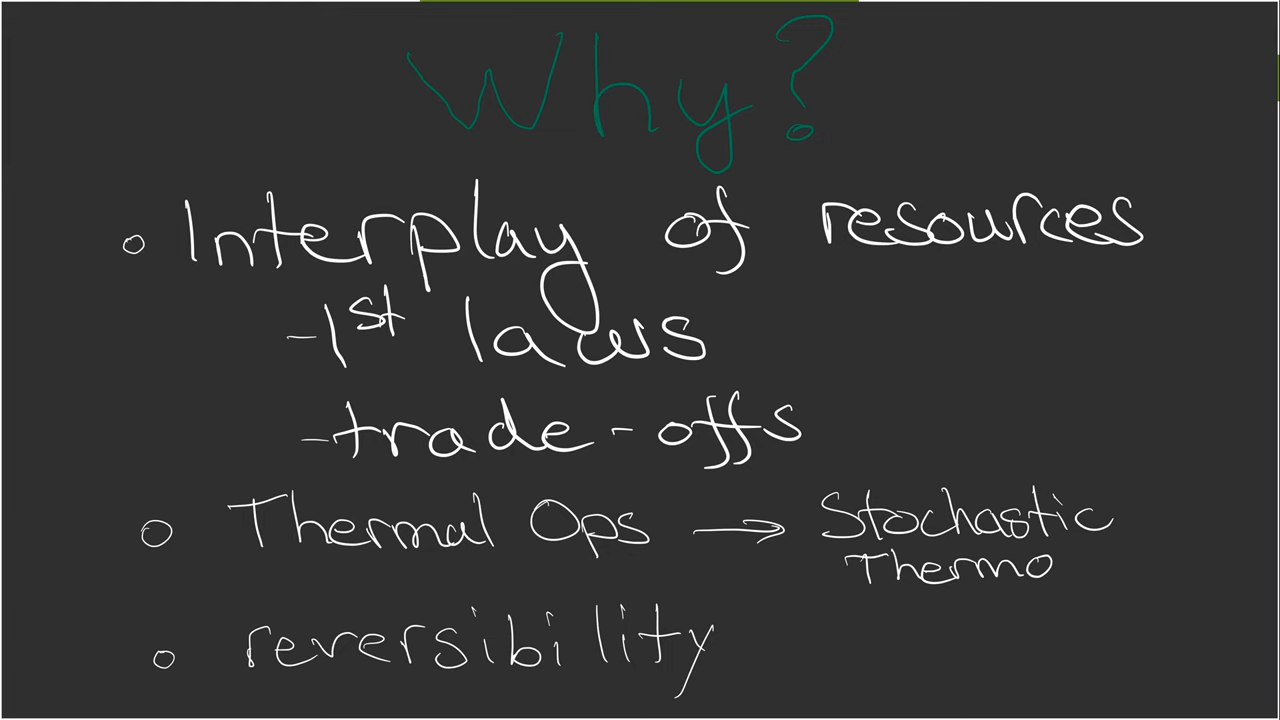 Why?
◦ Interplay of resources
-1st laws
-trade-offs
◦ Thermal Ops → Stochastic
Thermo
◦ reversibility